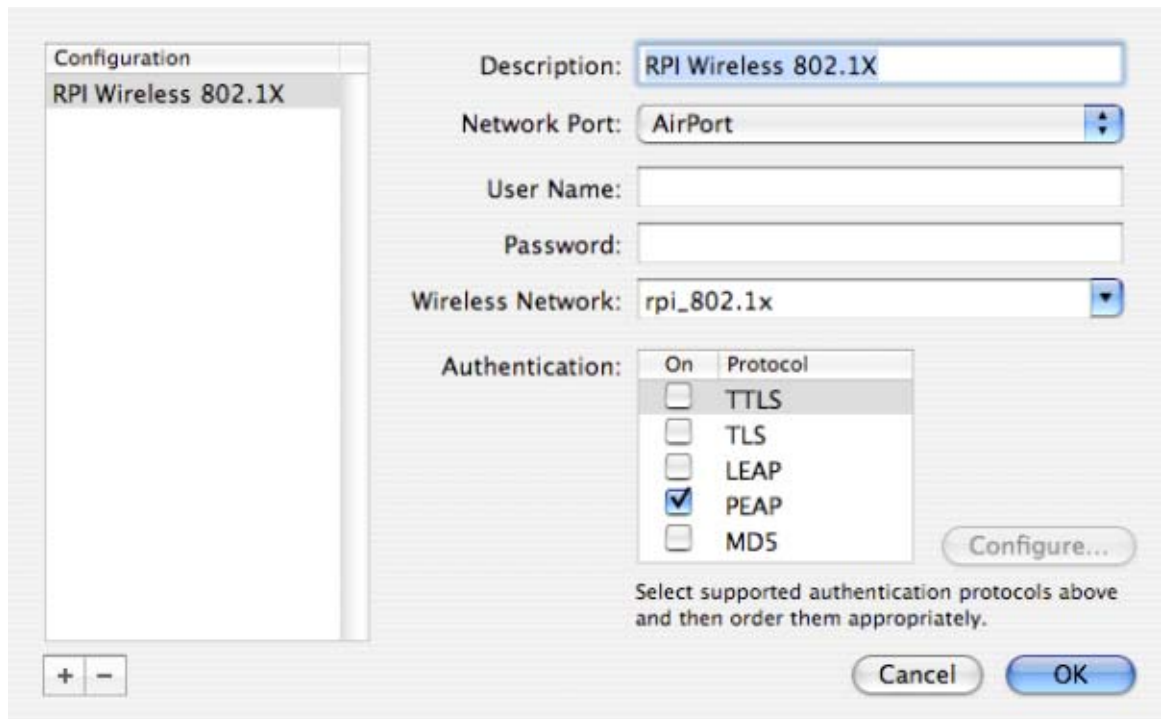 Configuration
RPI Wireless 802.1X
Description: RPI Wireless 802.1X
Network Port: AirPort
User Name:
Password:
Wireless Network: rpi_802.1x
Authentication:
On Protocol
TTLS
TLS
LEAP
PEAP
MD5
Configure...
Select supported authentication protocols above
and then order them appropriately.
+ −
Cancel OK